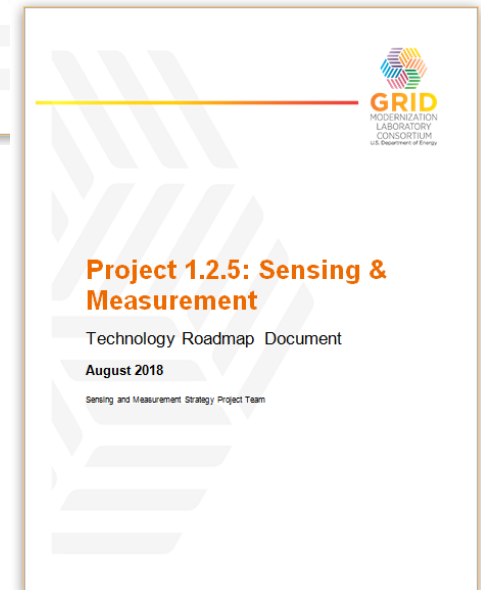 GRID
MODERNIZATION
LABORATORY
CONSORTIUM
U.S. Department of Energy
Project 1.2.5: Sensing &
Measurement
Technology Roadmap Document
August 2018
Sensing and Measurement Strategy Project Team